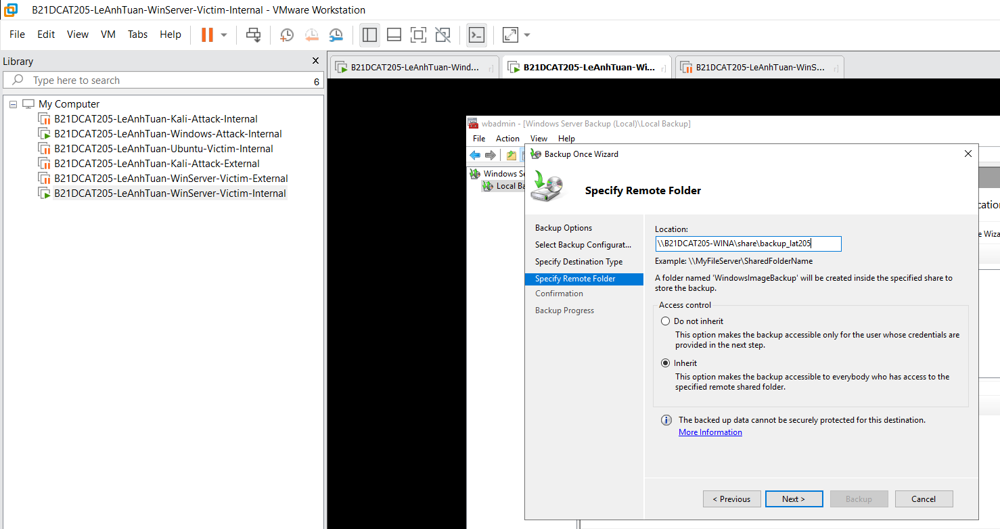 B21DCAT205-LeAnhTuan-WinServer-Victim-Internal - VMware Workstation
File Edit View VM Tabs Help
Library
Type here to search
6
My Computer
B21DCAT205-LeAnhTuan-Kali-Attack-Internal
B21DCAT205-LeAnhTuan-Windows-Attack-Internal
B21DCAT205-LeAnhTuan-Ubuntu-Victim-Internal
B21DCAT205-LeAnhTuan-Kali-Attack-External
B21DCAT205-LeAnhTuan-WinServer-Victim-External
B21DCAT205-LeAnhTuan-WinServer-Victim-Internal
B21DCAT205-LeAnhTuan-Wind...
B21DCAT205-LeAnhTuan-Wi...
B21DCAT205-LeAnhTuan-WinS...
wbadmin - [Windows Server Backup (Local)\Local Backup]
File Action View Help
Windows Se
Local Ba
Backup Once Wizard
Specify Remote Folder
Backup Options
Select Backup Configurat...
Specify Destination Type
Specify Remote Folder
Confirmation
Backup Progress
Location:
\\B21DCAT205-WINA\share\backup_lat205
Example: \\MyFileServer\SharedFolderName
A folder named 'WindowsImageBackup' will be created inside the specified share to
store the backup.
Access control
Do not inherit
This option makes the backup accessible only for the user whose credentials are
provided in the next step.
Inherit
This option makes the backup accessible to everybody who has access to the
specified remote shared folder.
The backed up data cannot be securely protected for this destination.
More Information
< Previous
Next >
Backup
Cancel